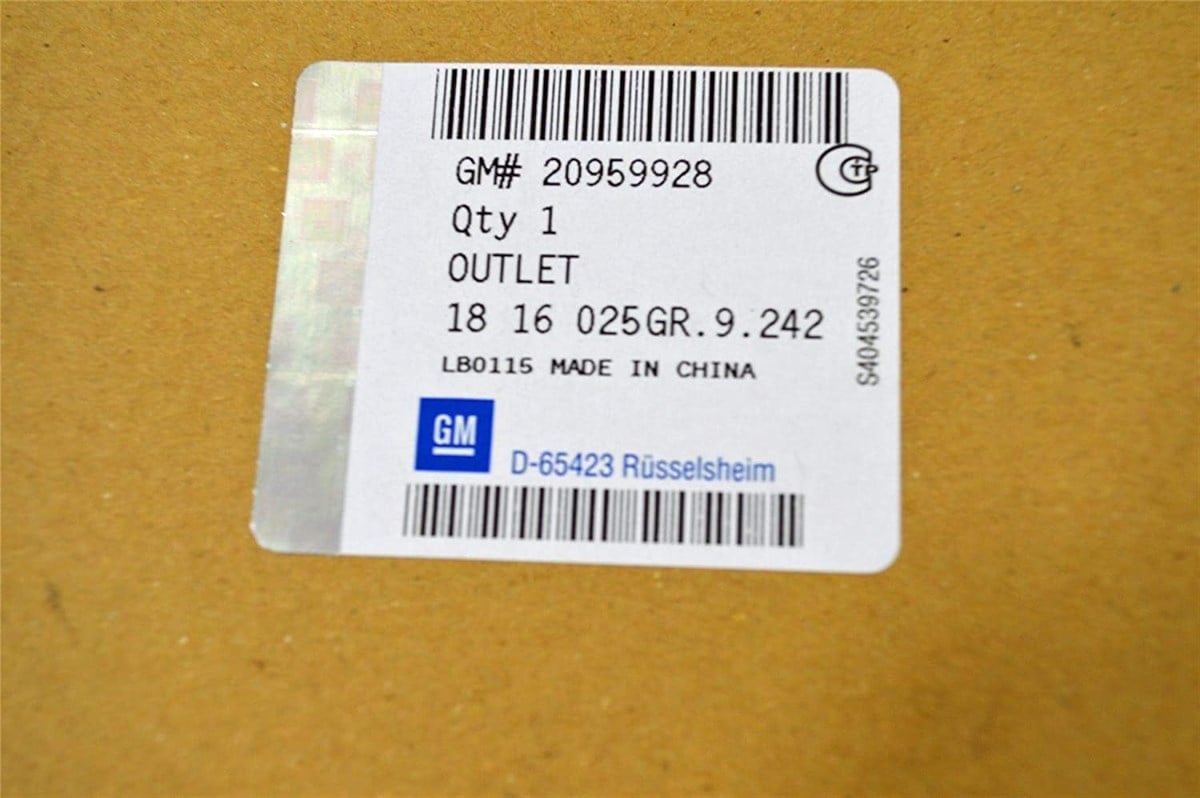 GM# 20959928
Qty 1
OUTLET
18 16 025GR.9.242
LB0115 MADE IN CHINA
S404539726
GM
D-65423 Rüsselsheim